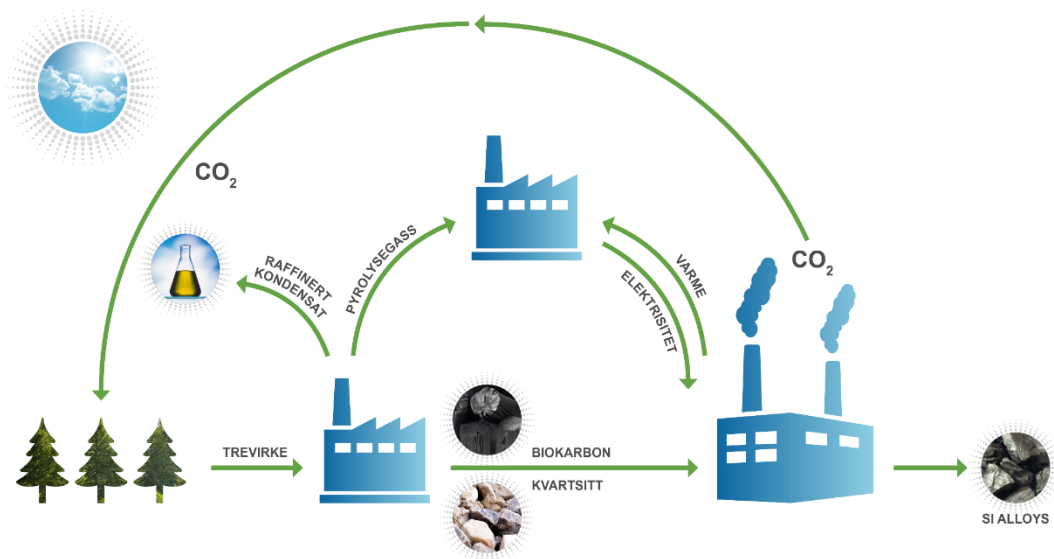 CO2
CO2
RAFFINERT
KONDENSAT
PYROLYSEGASS
VARME
ELEKTRISITET
TREVIRKE
BIOKARBON
KVARTSITT
SI ALLOYS